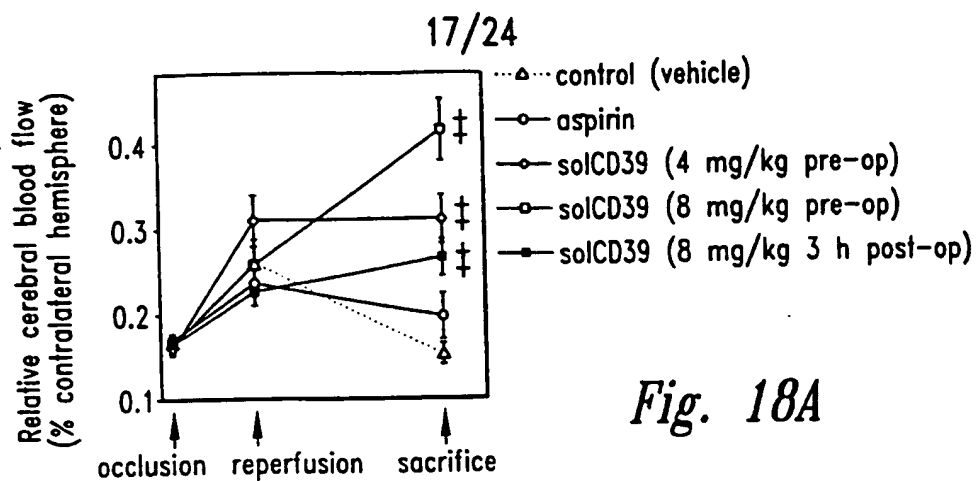 17/24
Relative cerebral blood flow
(% contralateral hemisphere)
0.4
0.3
0.2
0.1
occlusion reperfusion sacrifice
‡
‡
‡
control (vehicle)
aspirin
solCD39 (4 mg/kg pre-op)
solCD39 (8 mg/kg pre-op)
solCD39 (8 mg/kg 3 h post-op)
Fig. 18A